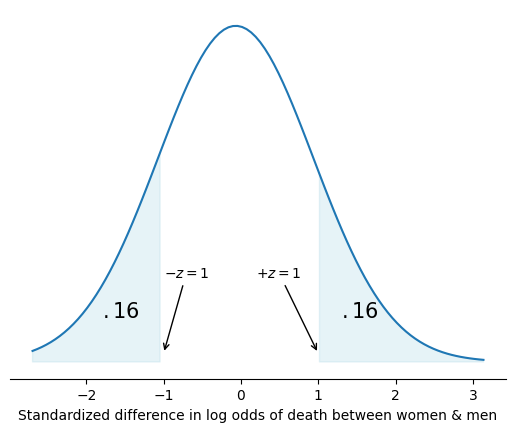 −z = 1
+z = 1
.16
.16
−2
−1
0
1
2
3
Standardized difference in log odds of death between women & men